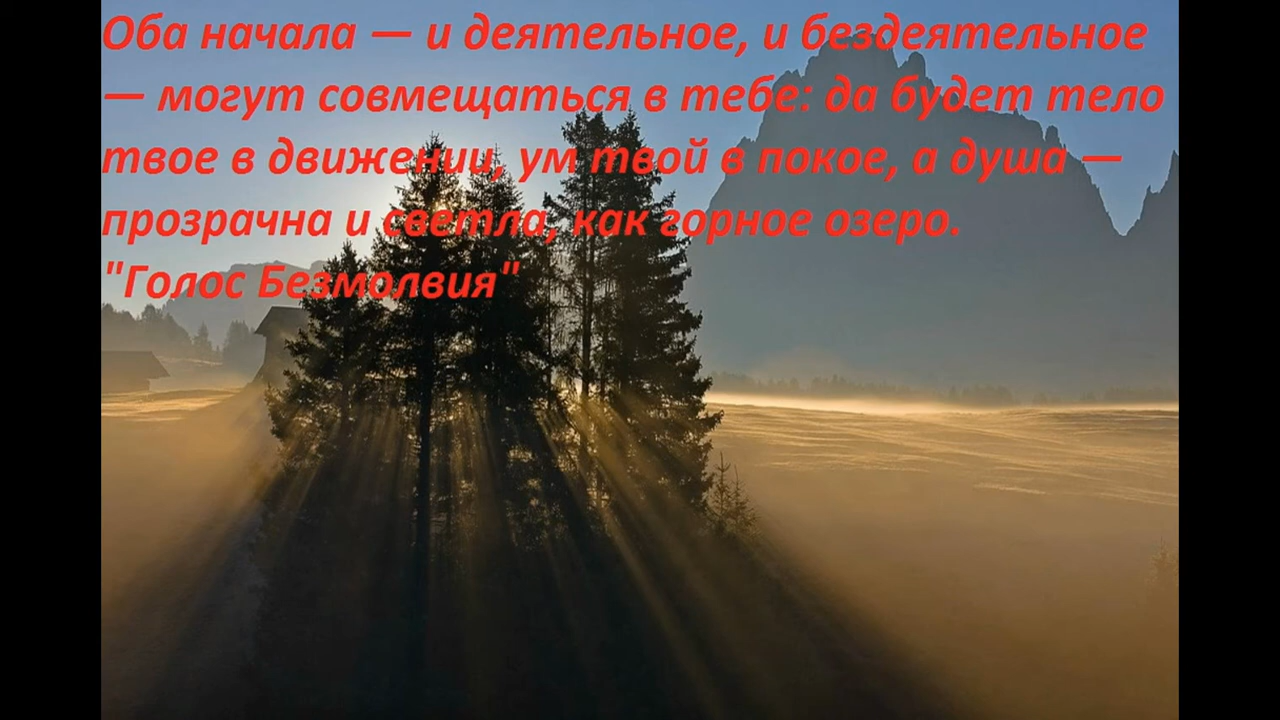 Оба начала — и деятельное, и бездеятельное
— могут совмещаться в тебе: да будет тело
твое в движении, ум твой в покое, а душа —
прозрачна и светла, как горное озеро.
"Голос Безмолвия"